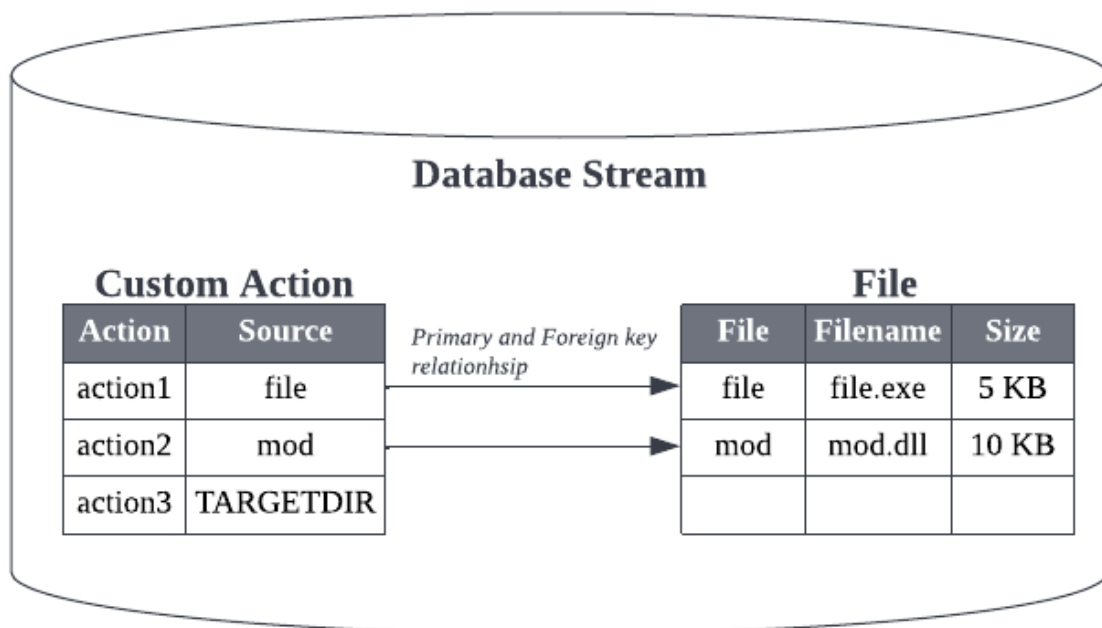 Database Stream
Custom Action
Action Source
action1 file
action2 mod
action3 TARGETDIR
Primary and Foreign key
relationhsip
File
File Filename Size
file file.exe 5 KB
mod mod.dll 10 KB